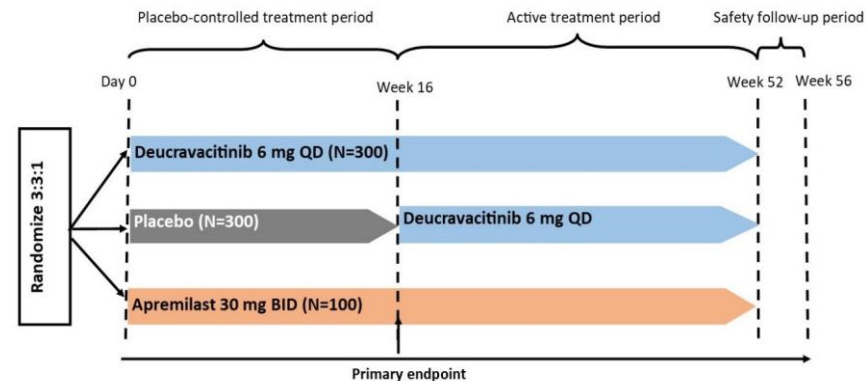 Placebo-controlled treatment period
Active treatment period
Safety follow-up period
Day 0
Week 16
Week 52
Week 56
Randomize 3:3:1
Deucravacitinib 6 mg QD (N=300)
Placebo (N=300)
Deucravacitinib 6 mg QD
Apremilast 30 mg BID (N=100)
Primary endpoint